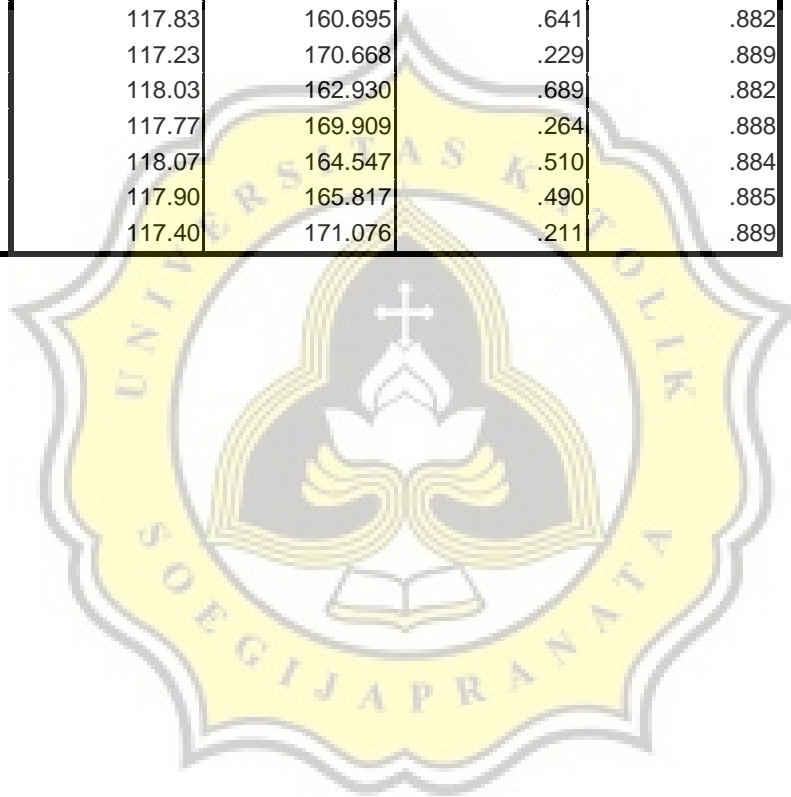 117.83 160.695 .641 .882
117.23 170.668 .229 .889
118.03 162.930 .689 .882
117.77 169.909 .264 .888
118.07 164.547 .510 .884
117.90 165.817 .490 .885
117.40 171.076 .211 .889
UNIVERSITAS KATOLIK
SOEGIJAPRANATA